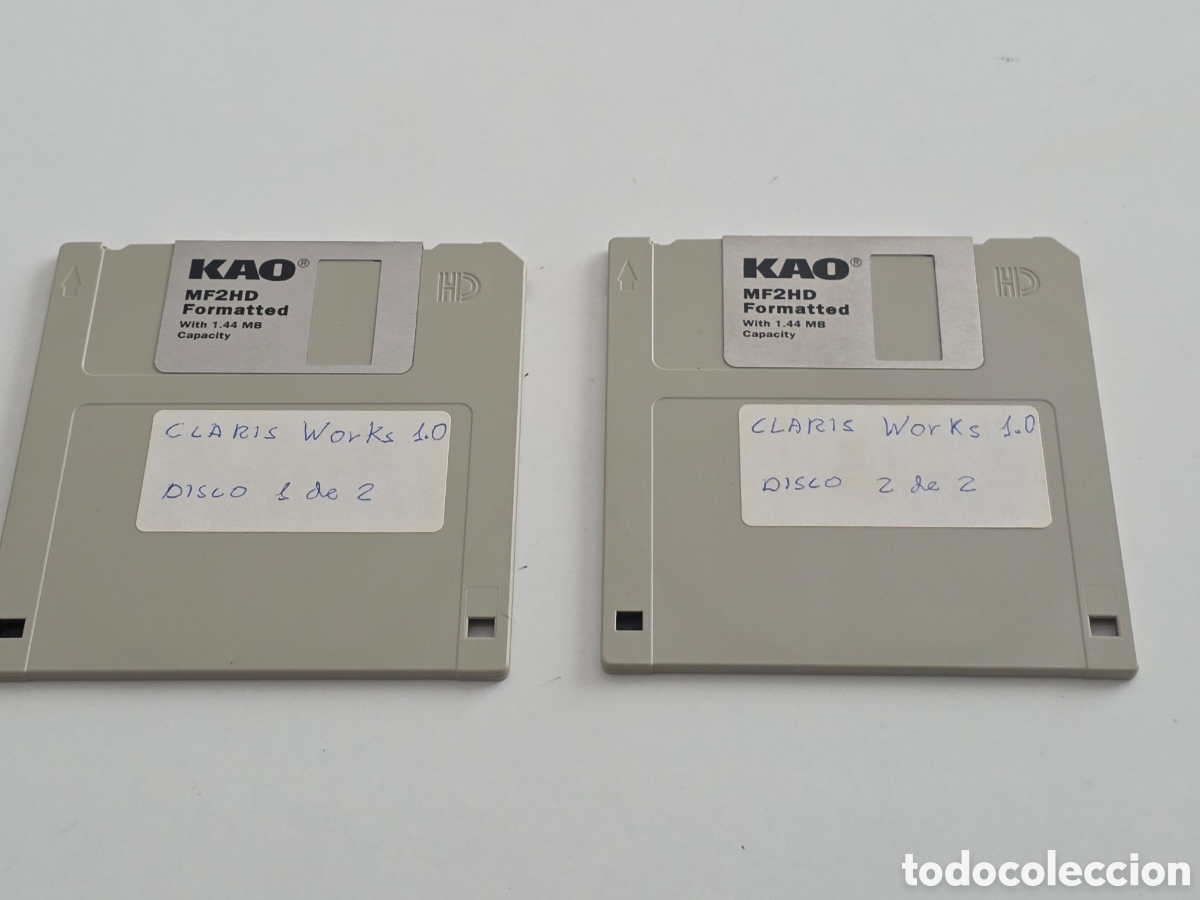 KAO®
MF2HD
Formatted
With 1.44 MB
Capacity
HD
CLARIS Works 1.0
DISCO 1 de 2
KAO®
MF2HD
Formatted
With 1.44 MB
Capacity
HD
CLARIS Works 1.0
DISCO 2 de 2
todocoleccion